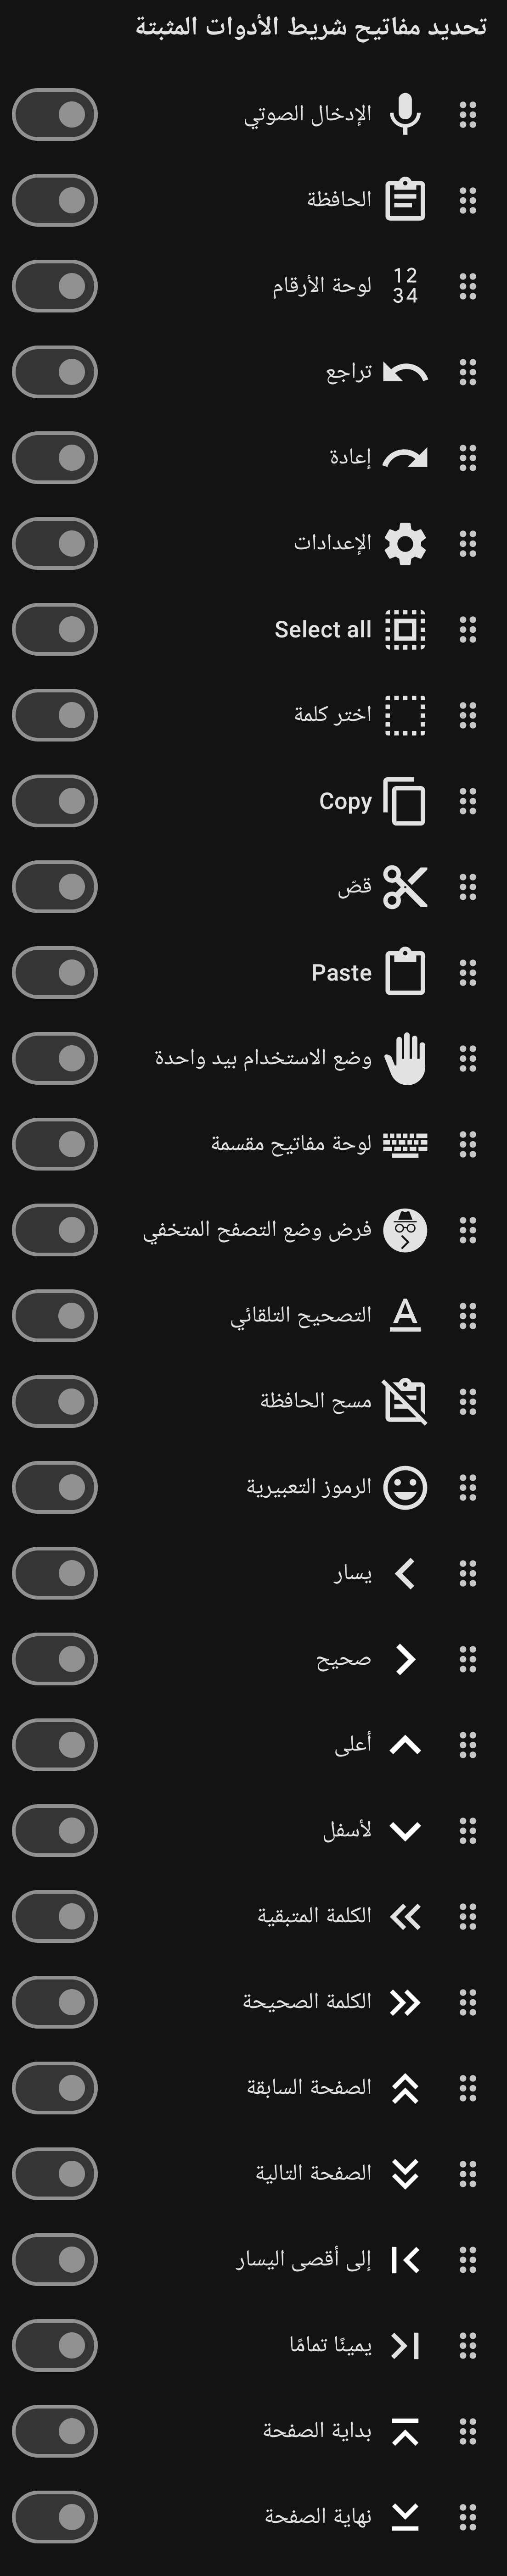 تحديد مفاتيح شريط الأدوات المثبتة
الإدخال الصوتي
الحافظة
12
34
لوحة الأرقام
تراجع
إعادة
الإعدادات
Select all
اختر كلمة
Copy
قصّ
Paste
وضع الاستخدام بيد واحدة
لوحة مفاتيح مقسمة
فرض وضع التصفح المتخفي
A
التصحيح التلقائي
مسح الحافظة
الرموز التعبيرية
يسار
صحيح
أعلى
لأسفل
الكلمة المتبقية
الكلمة الصحيحة
الصفحة السابقة
الصفحة التالية
إلى أقصى اليسار
يمينًا تمامًا
بداية الصفحة
نهاية الصفحة